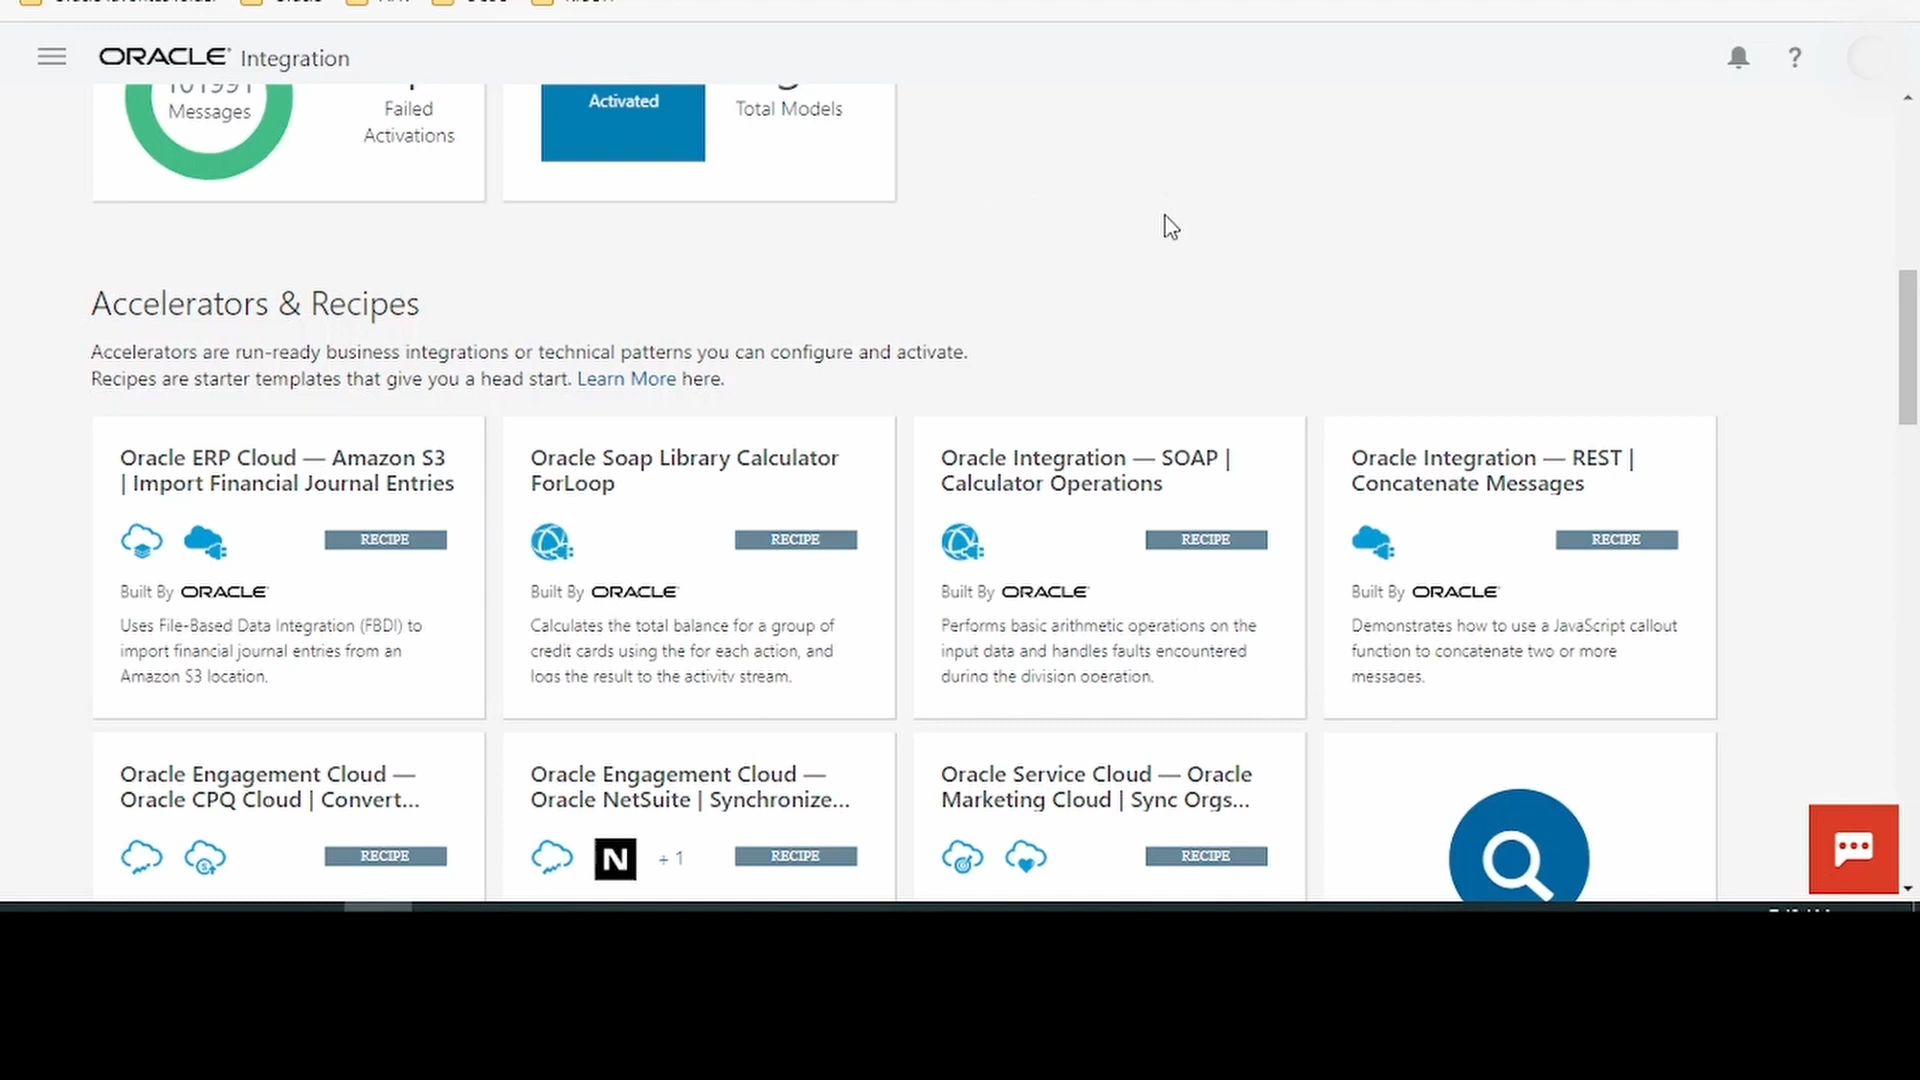 ORACLE Integration
Messages
Failed
Activations
Activated
Total Models
Accelerators & Recipes
Accelerators are run-ready business integrations or technical patterns you can configure and activate.
Recipes are starter templates that give you a head start. Learn More here.
Oracle ERP Cloud — Amazon S3
| Import Financial Journal Entries
RECIPE
Built By ORACLE
Uses File-Based Data Integration (FBDI) to
import financial journal entries from an
Amazon S3 location.
Oracle Soap Library Calculator
ForLoop
RECIPE
Built By ORACLE
Calculates the total balance for a group of
credit cards using the for each action, and
logs the result to the activity stream.
Oracle Integration — SOAP |
Calculator Operations
RECIPE
Built By ORACLE
Performs basic arithmetic operations on the
input data and handles faults encountered
during the division operation.
Oracle Integration — REST |
Concatenate Messages
RECIPE
Built By ORACLE
Demonstrates how to use a JavaScript callout
function to concatenate two or more
messages.
Oracle Engagement Cloud —
Oracle CPQ Cloud | Convert...
RECIPE
Oracle Engagement Cloud —
Oracle NetSuite | Synchronize...
N
+ 1
RECIPE
Oracle Service Cloud — Oracle
Marketing Cloud | Sync Orgs...
RECIPE